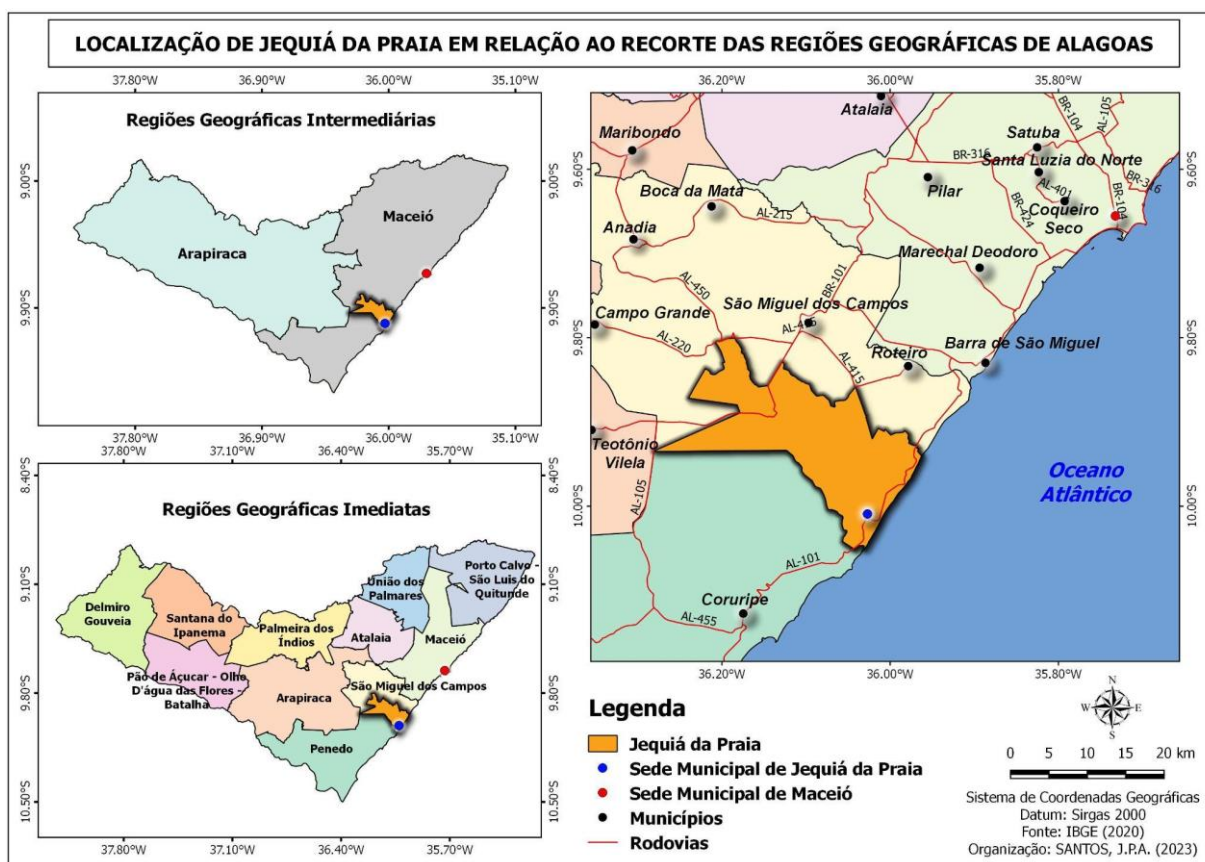 LOCALIZAÇÃO DE JEQUIÁ DA PRAIA EM RELAÇÃO AO RECORTE DAS REGIÕES GEOGRÁFICAS DE ALAGOAS
37.80°W 36.90°W 36.00°W 35.10°W
Regiões Geográficas Intermediárias
9.00°S
9.00°S
Maceió
Arapiraca
9.90°S
9.90°S
37.80°W 36.90°W 36.00°W 35.10°W
37.80°W 37.10°W 36.40°W 35.70°W
8.40°S
8.40°S
Regiões Geográficas Imediatas
9.10°S
9.10°S
Porto Calvo -
São Luis do
Quitunde
União dos
Palmares
Delmiro
Gouveia
Santana do
Ipanema
Palmeira dos
Índios
Atalaia
Maceió
Pão de Áçucar - Olho
D'água das Flores -
Batalha
São Miguel dos Campos
Arapiraca
9.80°S
9.80°S
Penedo
10.50°S
10.50°S
37.80°W 37.10°W 36.40°W 35.70°W
36.20°W 36.00°W 35.80°W
Atalaia
BR-104
AL-105
Maribondo
Satuba
BR-316
Santa Luzia do Norte
9.60°S
9.60°S
Boca da Mata
Pilar
AL-401
BR-316
AL-215
BR-424
Coqueiro
Seco
BR-104
Anadia
Marechal Deodoro
BR-101
AL-450
São Miguel dos Campos
Campo Grande
AL-220
Barra de São Miguel
9.80°S
9.80°S
Roteiro
AL-415
Teotônio
Vilela
Oceano
Atlântico
AL-105
10.00°S
10.00°S
AL-101
Coruripe
AL-455
36.20°W 36.00°W 35.80°W
Legenda
Jequiá da Praia
Sede Municipal de Jequiá da Praia
Sede Municipal de Maceió
Municípios
Rodovias
N
W E
S
0 5 10 15 20 km
Sistema de Coordenadas Geográficas
Datum: Sirgas 2000
Fonte: IBGE (2020)
Organização: SANTOS, J.P.A. (2023)